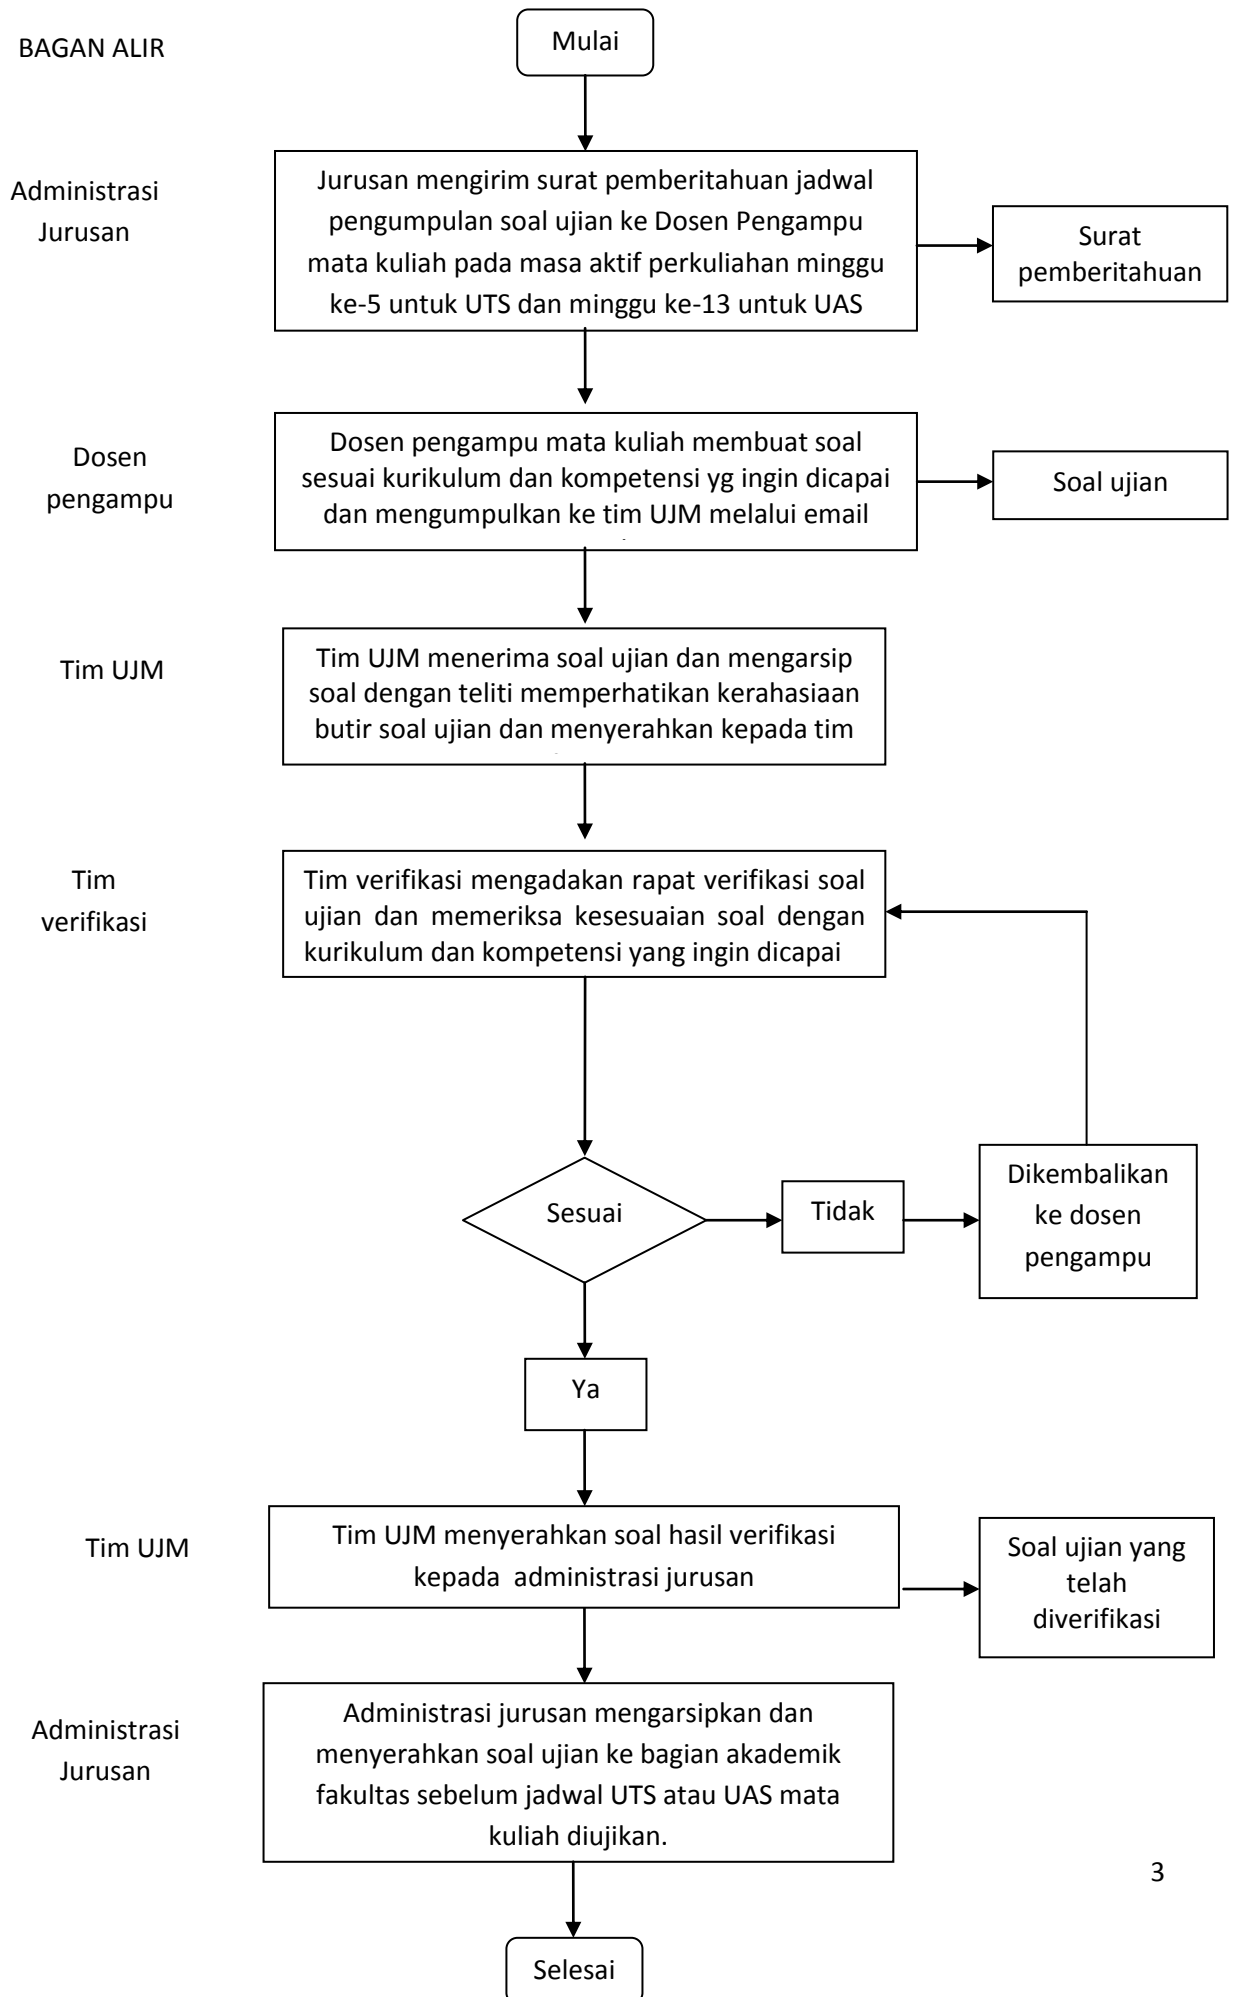 BAGAN ALIR
Mulai
Administrasi
Jurusan
Jurusan mengirim surat pemberitahuan jadwal
pengumpulan soal ujian ke Dosen Pengampu
mata kuliah pada masa aktif perkuliahan minggu
ke-5 untuk UTS dan minggu ke-13 untuk UAS
Surat
pemberitahuan
Dosen
pengampu
Dosen pengampu mata kuliah membuat soal
sesuai kurikulum dan kompetensi yg ingin dicapai
dan mengumpulkan ke tim UJM melalui email
Soal ujian
Tim UJM
Tim UJM menerima soal ujian dan mengarsip
soal dengan teliti memperhatikan kerahasiaan
butir soal ujian dan menyerahkan kepada tim
Tim
verifikasi
Tim verifikasi mengadakan rapat verifikasi soal
ujian dan memeriksa kesesuaian soal dengan
kurikulum dan kompetensi yang ingin dicapai
Sesuai
Tidak
Dikembalikan
ke dosen
pengampu
Ya
Tim UJM
Tim UJM menyerahkan soal hasil verifikasi
kepada administrasi jurusan
Soal ujian yang
telah
diverifikasi
Administrasi
Jurusan
Administrasi jurusan mengarsipkan dan
menyerahkan soal ujian ke bagian akademik
fakultas sebelum jadwal UTS atau UAS mata
kuliah diujikan.
3
Selesai